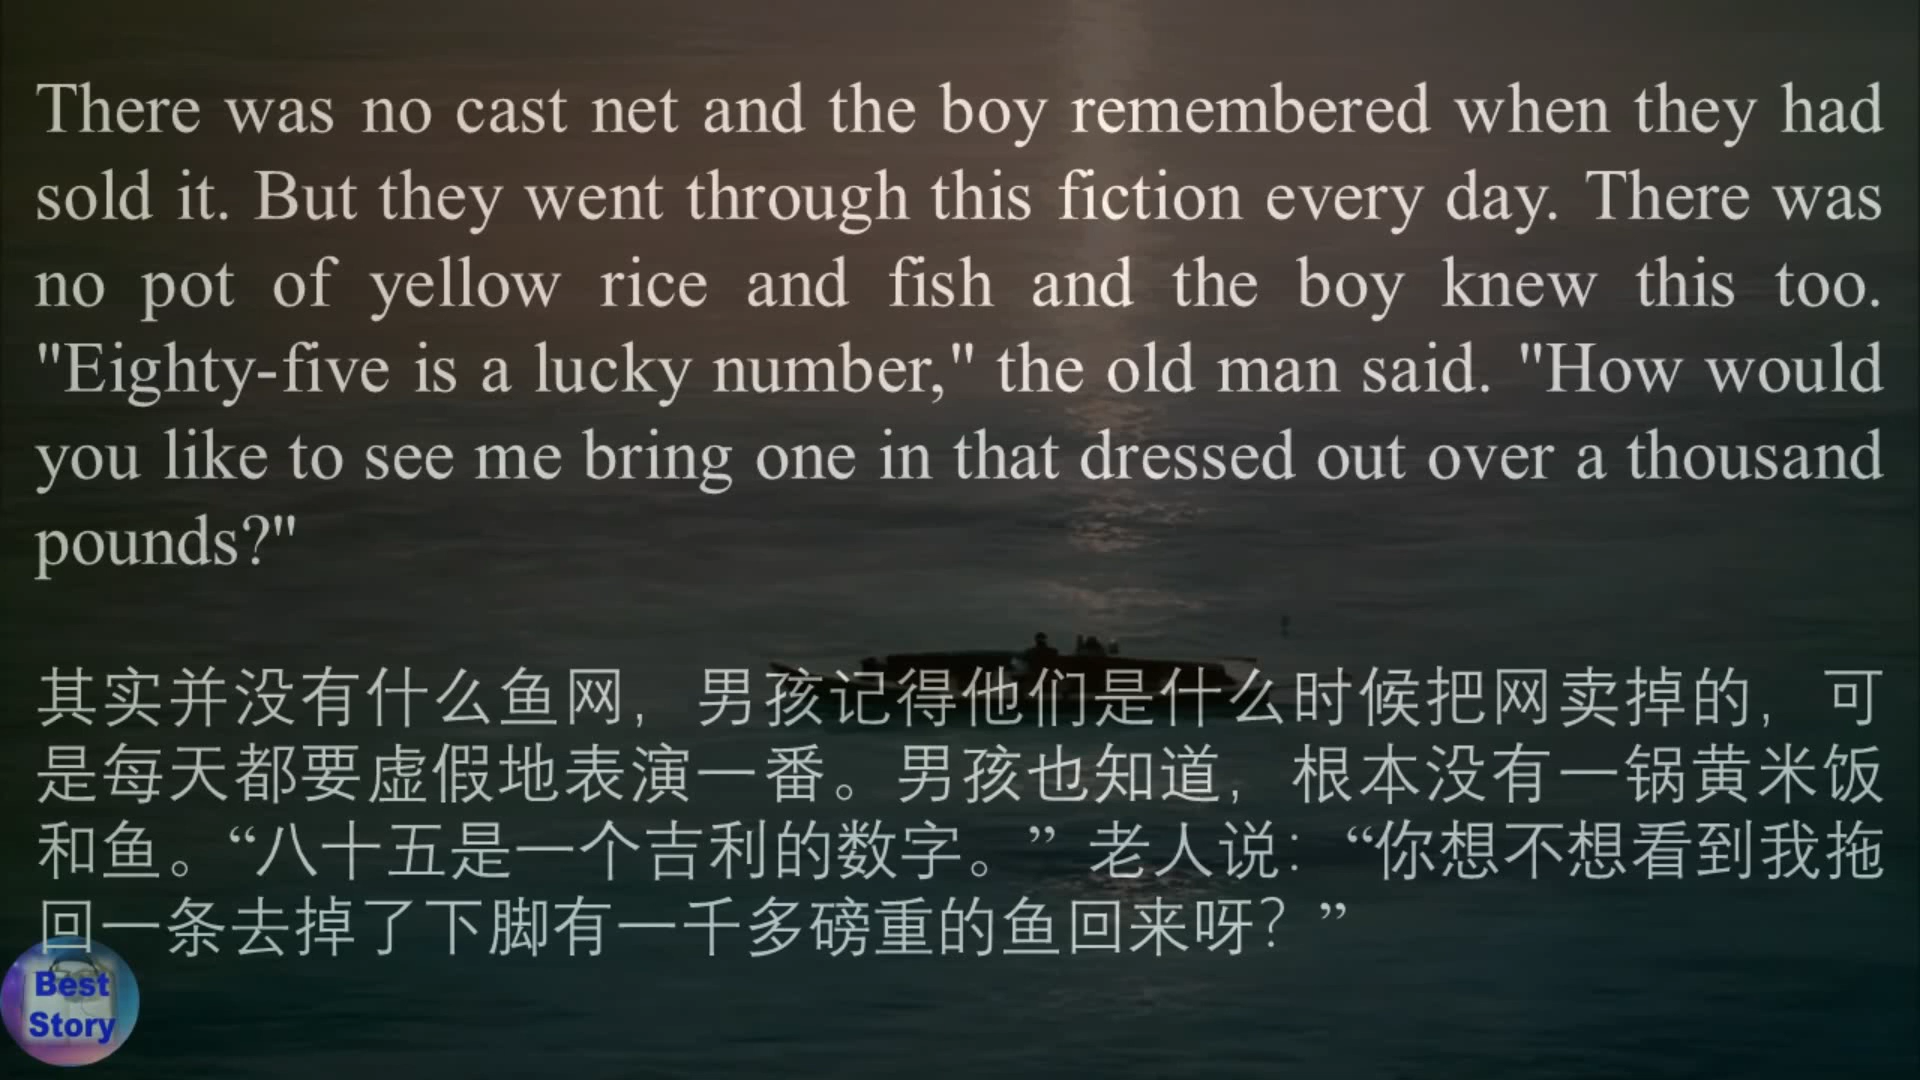 There was no cast net and the boy remembered when they had
sold it. But they went through this fiction every day. There was
no pot of yellow rice and fish and the boy knew this too.
"Eighty-five is a lucky number," the old man said. "How would
you like to see me bring one in that dressed out over a thousand
pounds?"
其实并没有什么鱼网，男孩记得他们是什么时候把网卖掉的，可
是每天都要虚假地表演一番。男孩也知道，根本没有一锅黄米饭
和鱼。“八十五是一个吉利的数字。”老人说：“你想不想看到我拖
回一条去掉了下脚有一千多磅重的鱼回来呀？”
Best
Story